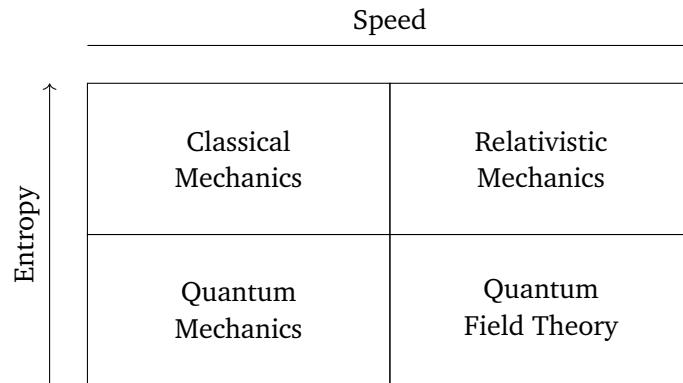 Speed
Classical
Mechanics
Relativistic
Mechanics
Entropy
Quantum
Mechanics
Quantum
Field Theory